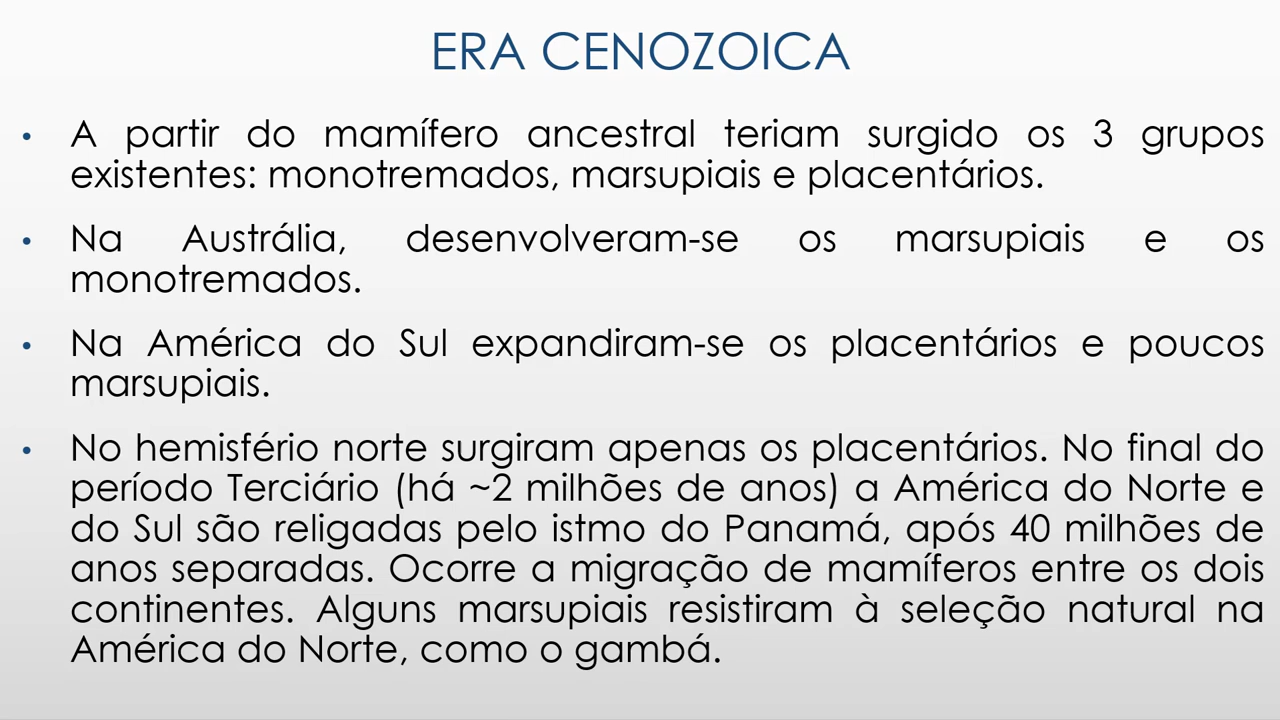 ERA CENOZOICA
• A partir do mamífero ancestral teriam surgido os 3 grupos
existentes: monotremados, marsupiais e placentários.
• Na Austrália, desenvolveram-se os marsupiais e os
monotremados.
• Na América do Sul expandiram-se os placentários e poucos
marsupiais.
• No hemisfério norte surgiram apenas os placentários. No final do
período Terciário (há ~2 milhões de anos) a América do Norte e
do Sul são religadas pelo istmo do Panamá, após 40 milhões de
anos separadas. Ocorre a migração de mamíferos entre os dois
continentes. Alguns marsupiais resistiram à seleção natural na
América do Norte, como o gambá.